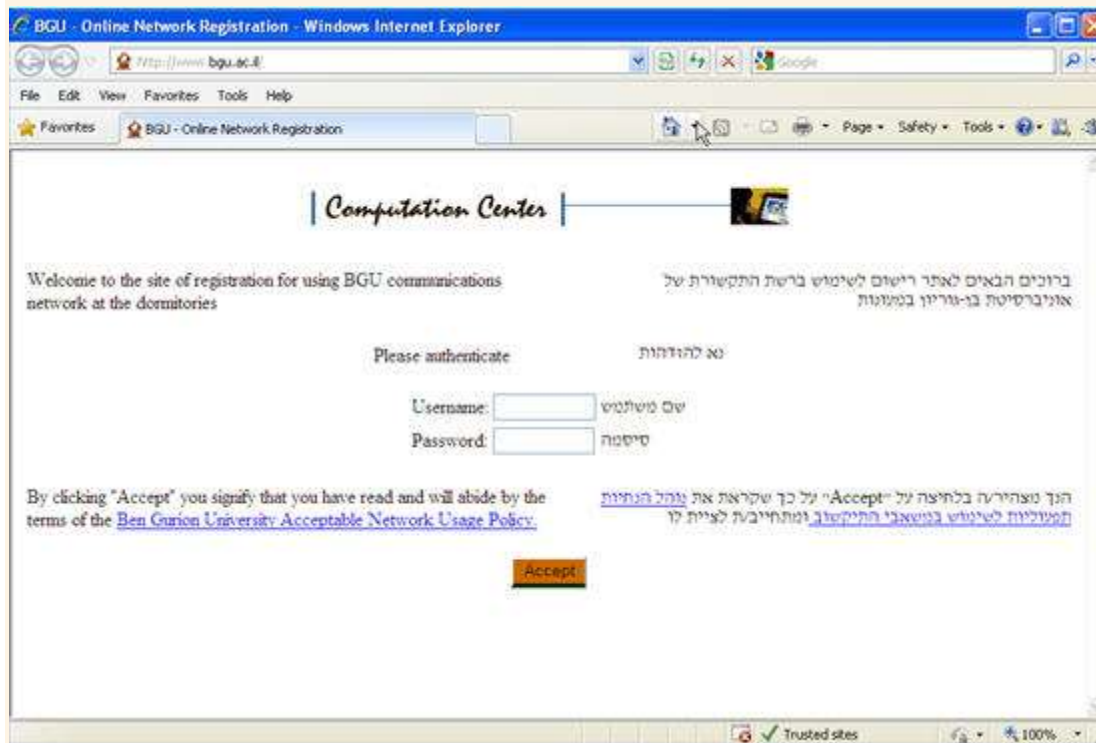 BGU - Online Network Registration - Windows Internet Explorer
http://www.bgu.ac.il/
Google
File Edit View Favorites Tools Help
Favorites
BGU - Online Network Registration
Page
Safety
Tools
Computation Center
Welcome to the site of registration for using BGU communications
network at the dormitories
ברוכים הבאים לאתר רישום לשימוש ברשת התקשורת של
אוניברסיטת בן-גוריון במעונות
Please authenticate
נא להזדהות
Username:
שם משתמש
Password:
סיסמה
By clicking "Accept" you signify that you have read and will abide by the
terms of the Ben Gurion University Acceptable Network Usage Policy.
הנך מצהיר/ה בלחיצה על "Accept" על כך שקראת את נוהל הנחיות
תפעוליות לשימוש במשאבי התיקשוב ומתחייב/ת לציית לו
Accept
Trusted sites
100%